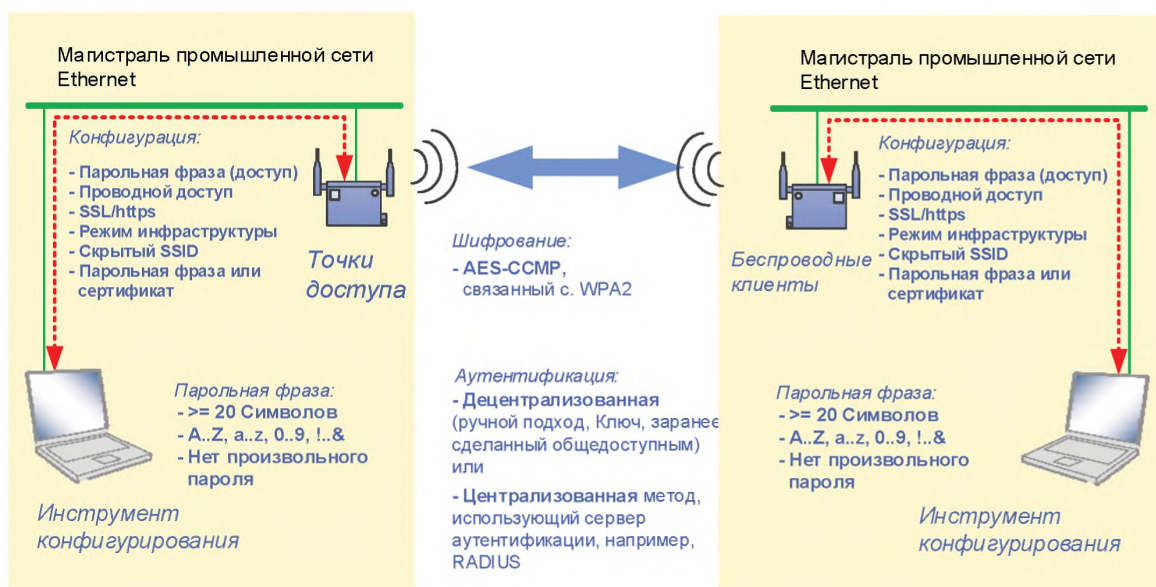 Магистраль промышленной сети
Ethernet
Конфигурация:
- Парольная фраза (доступ)
- Проводной доступ
- SSL/https
- Режим инфраструктуры
- Скрытый SSID
- Парольная фраза или
сертификат
Точки
доступа
Парольная фраза:
- >= 20 Символов
- A..Z, a..z, 0..9, !..&
- Нет произвольного
пароля
Инструмент
конфигурирования
Шифрование:
- AES-CCMP,
связанный с. WPA2
Аутентификация:
- Децентрализованная
(ручной подход, Ключ, заранее
сделанный общедоступным)
или
- Централизованная метод,
использующий сервер
аутентификации, например,
RADIUS
Магистраль промышленной сети
Ethernet
Конфигурация:
- Парольная фраза (доступ)
- Проводной доступ
- SSL/https
- Режим инфраструктуры
- Скрытый SSID
- Парольная фраза или
сертификат
Беспроводные
клиенты
Парольная фраза:
- >= 20 Символов
- A..Z, a..z, 0..9, !..&
- Нет произвольного
пароля
Инструмент
конфигурирования